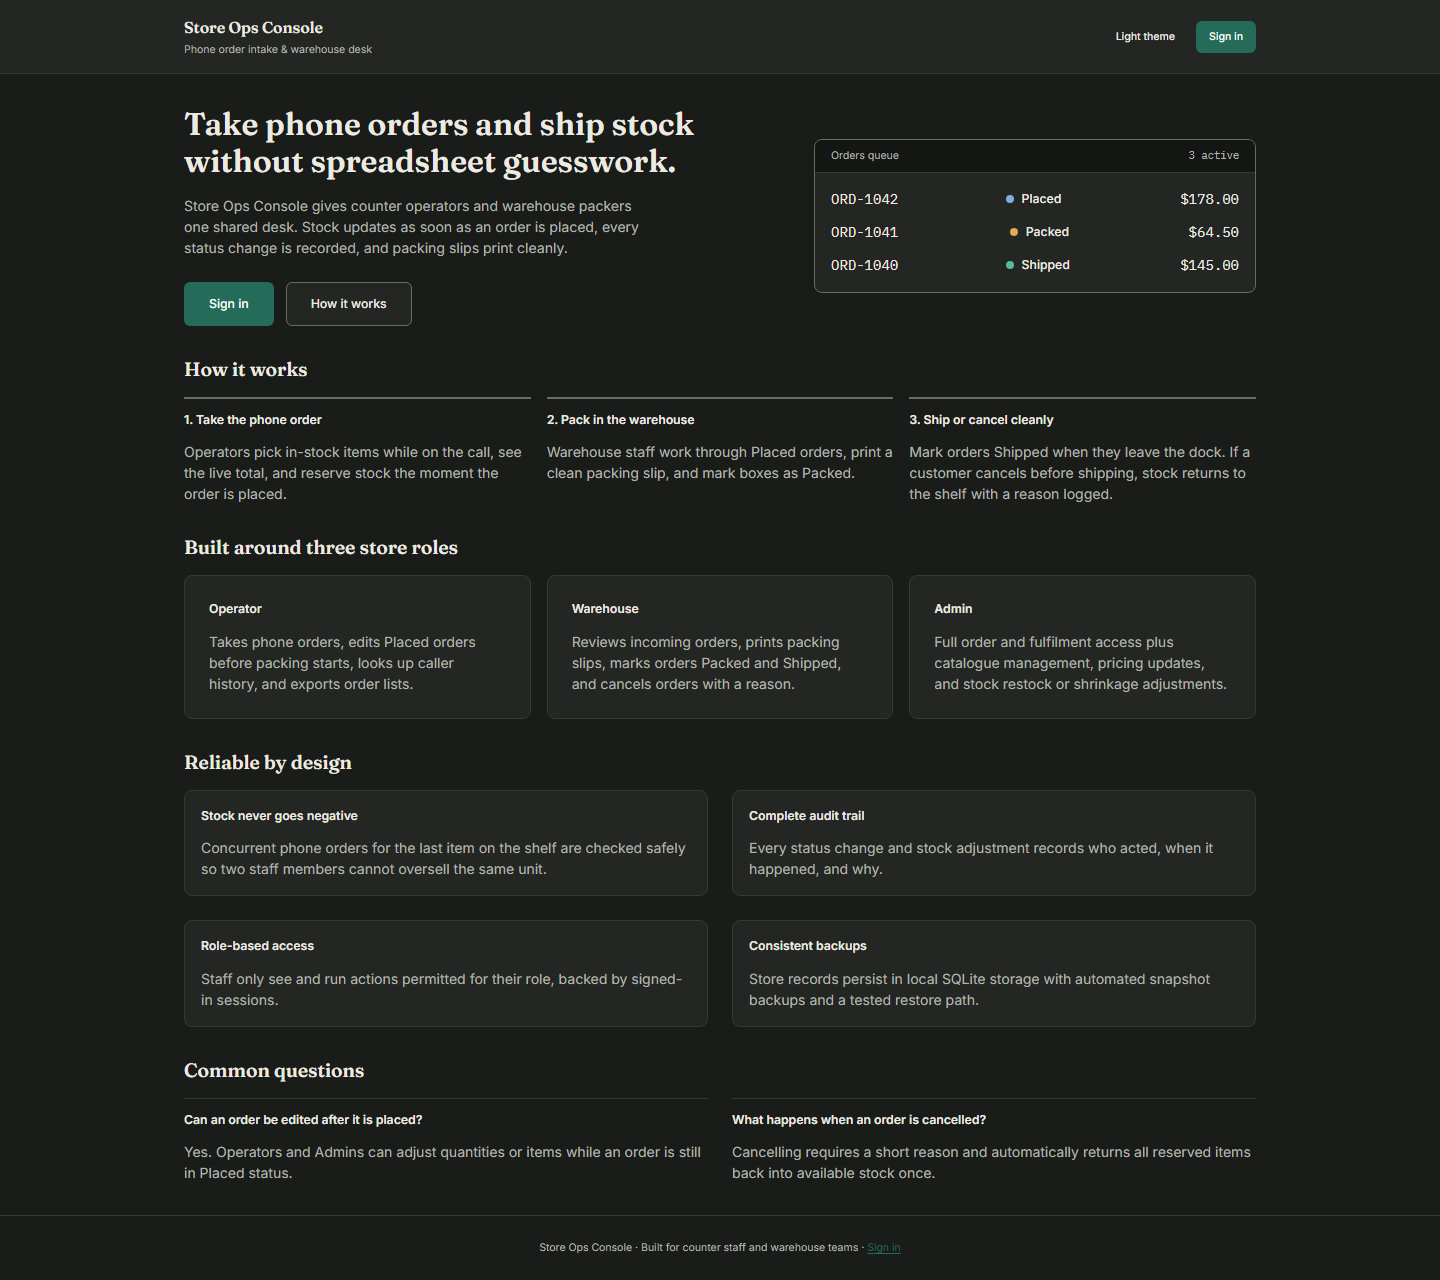 Store Ops Console
Phone order intake & warehouse desk
Light theme
Sign in
Take phone orders and ship stock
without spreadsheet guesswork.
Store Ops Console gives counter operators and warehouse packers
one shared desk. Stock updates as soon as an order is placed, every
status change is recorded, and packing slips print cleanly.
Sign in
How it works
Orders queue
3 active
ORD-1042 Placed $178.00
ORD-1041 Packed $64.50
ORD-1040 Shipped $145.00
How it works
1. Take the phone order
Operators pick in-stock items while on the call, see
the live total, and reserve stock the moment the
order is placed.
2. Pack in the warehouse
Warehouse staff work through Placed orders, print a
clean packing slip, and mark boxes as Packed.
3. Ship or cancel cleanly
Mark orders Shipped when they leave the dock. If a
customer cancels before shipping, stock returns to
the shelf with a reason logged.
Built around three store roles
Operator
Takes phone orders, edits Placed orders
before packing starts, looks up caller
history, and exports order lists.
Warehouse
Reviews incoming orders, prints packing
slips, marks orders Packed and Shipped,
and cancels orders with a reason.
Admin
Full order and fulfilment access plus
catalogue management, pricing updates,
and stock restock or shrinkage adjustments.
Reliable by design
Stock never goes negative
Concurrent phone orders for the last item on the shelf are checked safely
so two staff members cannot oversell the same unit.
Complete audit trail
Every status change and stock adjustment records who acted, when it
happened, and why.
Role-based access
Staff only see and run actions permitted for their role, backed by signed-
in sessions.
Consistent backups
Store records persist in local SQLite storage with automated snapshot
backups and a tested restore path.
Common questions
Can an order be edited after it is placed?
Yes. Operators and Admins can adjust quantities or items while an order is still
in Placed status.
What happens when an order is cancelled?
Cancelling requires a short reason and automatically returns all reserved items
back into available stock once.
Store Ops Console · Built for counter staff and warehouse teams · Sign in